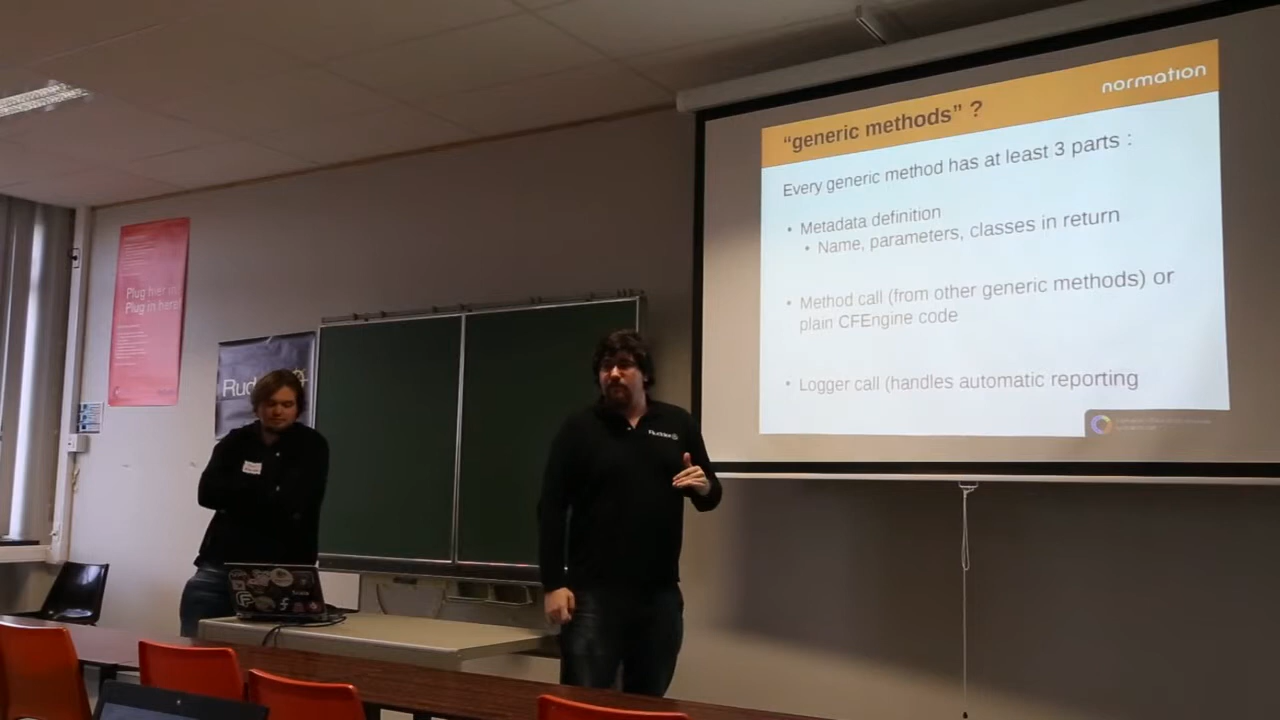 normation
“generic methods” ?
Every generic method has at least 3 parts :
• Metadata definition
• Name, parameters, classes in return
• Method call (from other generic methods) or
plain CFEngine code
• Logger call (handles automatic reporting
Plug hier in!
Plug in here!
Rud
Rudder